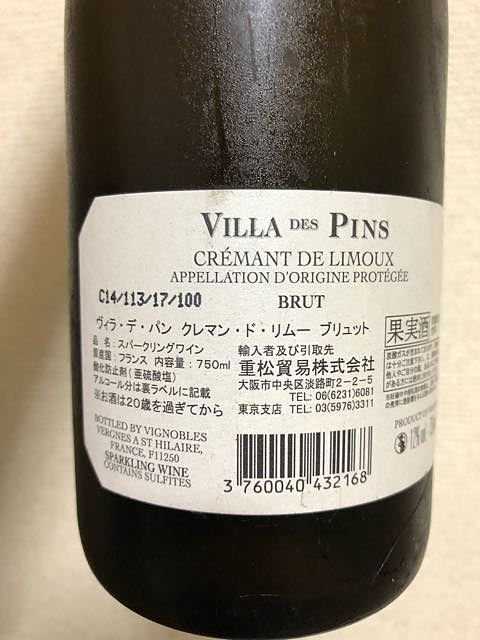 VILLA DES PINS
CRÉMANT DE LIMOUX
APPELLATION D'ORIGINE PROTÉGÉE
C14/113/17/100
BRUT
ヴィラ・デ・パン クレマン・ド・リムー ブリュット
品名:スパークリングワイン
原産国:フランス 内容量:750ml
酸化防止剤(亜硫酸塩)
アルコール分は裏ラベルに記載
※お酒は20歳を過ぎてから
輸入者及び引取先
重松貿易株式会社
大阪市中央区淡路町2-2-5
TEL 06(6231)6081
東京支店 TEL 03(5976)3311
果実酒
BOTTLED BY VIGNOBLES
VERGNES A ST HILAIRE,
FRANCE, F11250
SPARKLING WINE
CONTAINS SULFITES
3 760040 432168
PRODUCT OF
12%